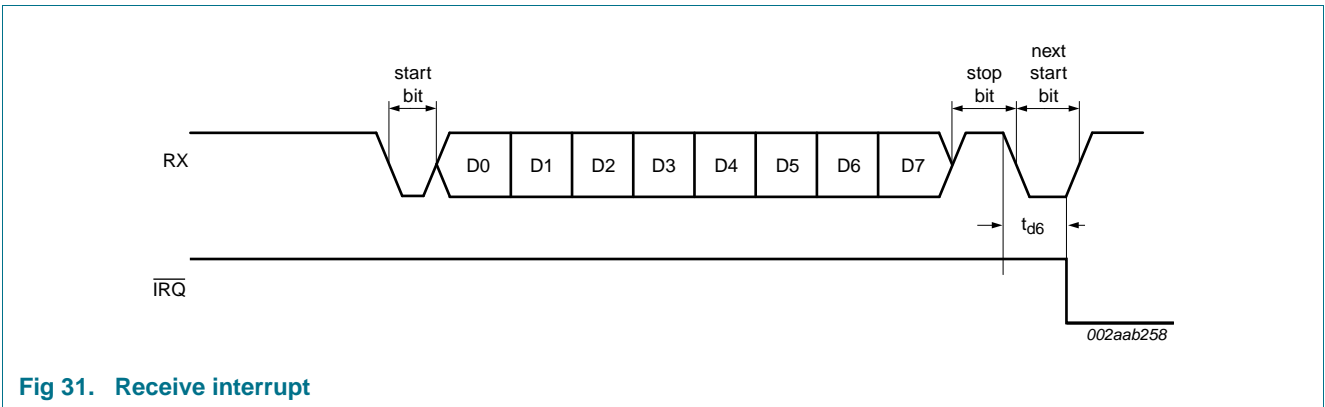 start
bit
stop
bit
next
start
bit
RX
D0 D1 D2 D3 D4 D5 D6 D7
td6
IRQ
002aab258
Fig 31. Receive interrupt